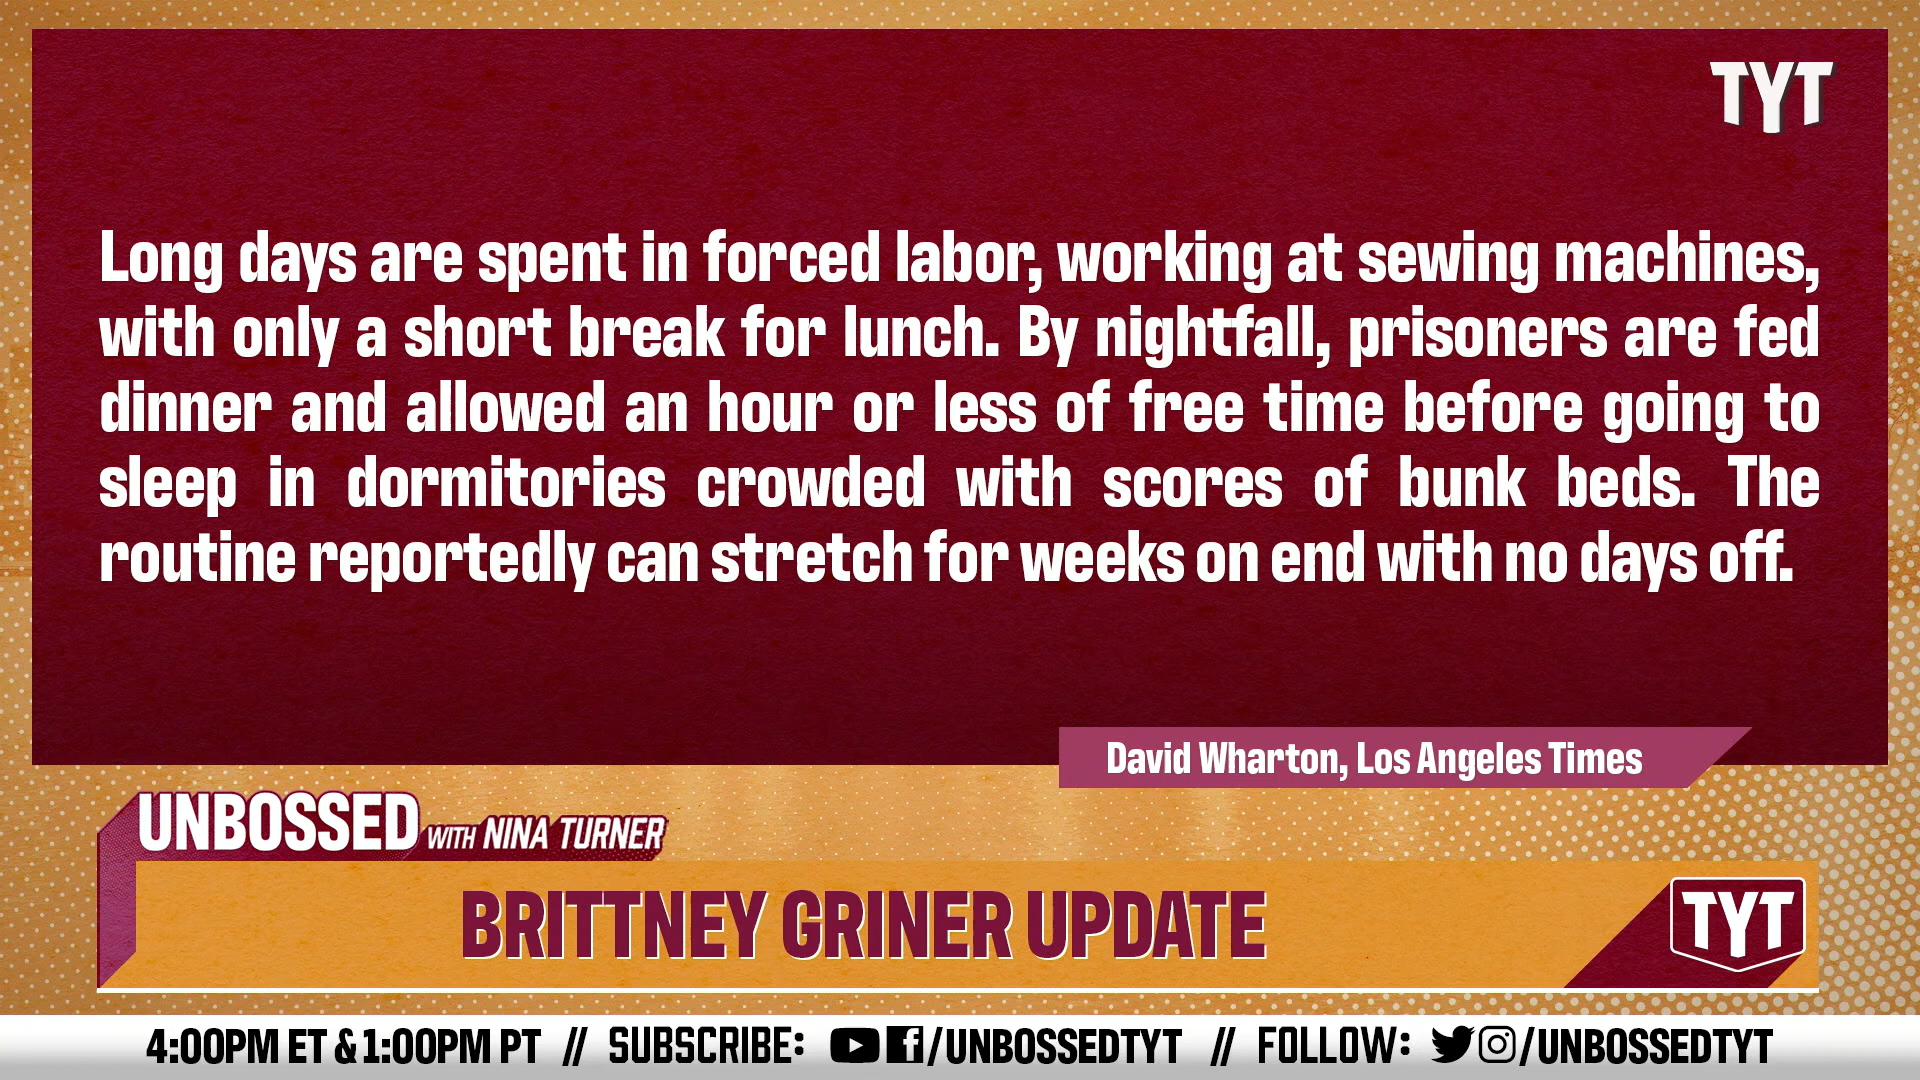 TYT
Long days are spent in forced labor, working at sewing machines,
with only a short break for lunch. By nightfall, prisoners are fed
dinner and allowed an hour or less of free time before going to
sleep in dormitories crowded with scores of bunk beds. The
routine reportedly can stretch for weeks on end with no days off.
David Wharton, Los Angeles Times
UNBOSSED WITH NINA TURNER
BRITTNEY GRINER UPDATE
TYT
4:00PM ET & 1:00PM PT // SUBSCRIBE: /UNBOSSEDTYT // FOLLOW: /UNBOSSEDTYT